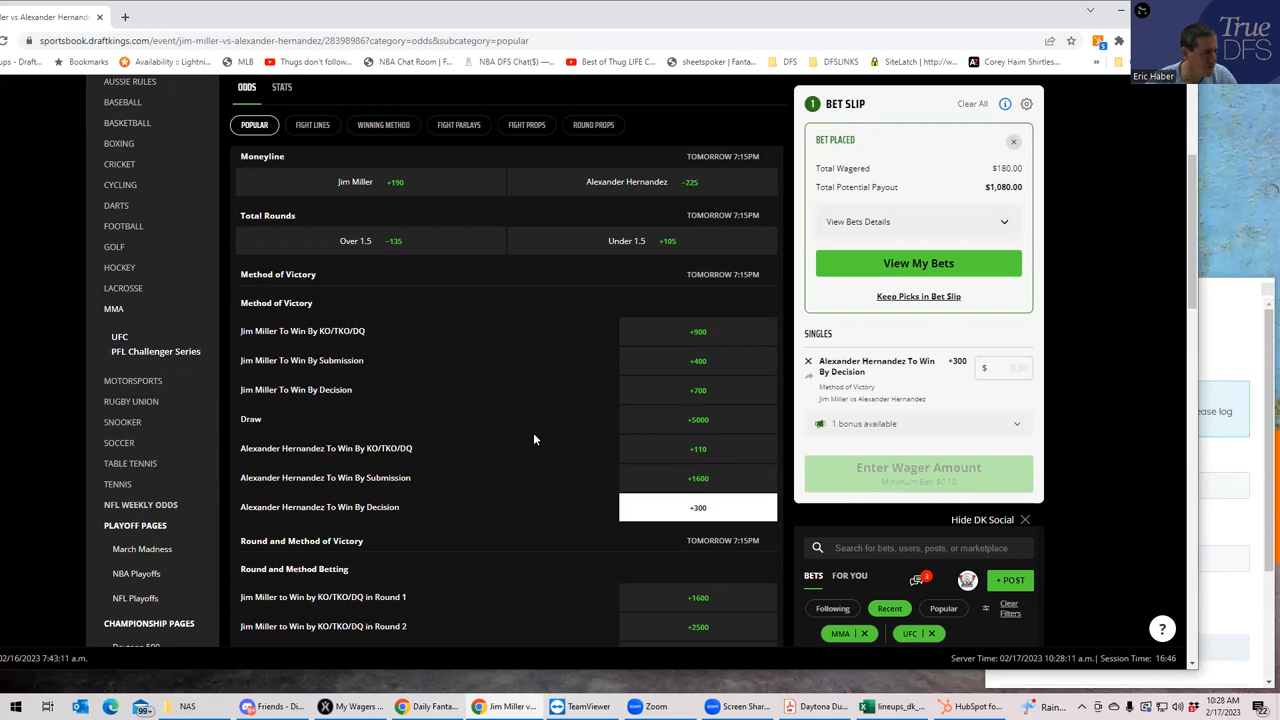 ller vs Alexander Hernand
sportsbook.draftkings.com/event/jim-miller-vs-alexander-hernandez/28398986?category=odds&subcategory=popular
ups - Draft...
Bookmarks
Availability :: Lightni...
MLB
Thugs don't follow...
NBA Chat Room | F...
NBA DFS Chat(s) |...
Best of Thug LIFE C...
sheetspoker | Fanta...
DFS
DFSLINKS
SiteLatch | http://w...
Corey Haim Shirtles...
»
True
DFS
Eric Haber
AUSSIE RULES
BASEBALL
BASKETBALL
BOXING
CRICKET
CYCLING
DARTS
FOOTBALL
GOLF
HOCKEY
LACROSSE
MMA
UFC
PFL Challenger Series
MOTORSPORTS
RUGBY UNION
SNOOKER
SOCCER
TABLE TENNIS
TENNIS
NFL WEEKLY ODDS
PLAYOFF PAGES
March Madness
NBA Playoffs
NFL Playoffs
CHAMPIONSHIP PAGES
Daytona 500
ODDS STATS
POPULAR FIGHT LINES WINNING METHOD FIGHT PARLAYS FIGHT PROPS ROUND PROPS
Moneyline TOMORROW 7:15PM
Jim Miller +190 Alexander Hernandez −225
Total Rounds TOMORROW 7:15PM
Over 1.5 −135 Under 1.5 +105
Method of Victory TOMORROW 7:15PM
Method of Victory
Jim Miller To Win By KO/TKO/DQ +900
Jim Miller To Win By Submission +400
Jim Miller To Win By Decision +700
Draw +5000
Alexander Hernandez To Win By KO/TKO/DQ +110
Alexander Hernandez To Win By Submission +1600
Alexander Hernandez To Win By Decision +300
Round and Method of Victory TOMORROW 7:15PM
Round and Method Betting
Jim Miller to Win by KO/TKO/DQ in Round 1 +1600
Jim Miller to Win by KO/TKO/DQ in Round 2 +2500
1 BET SLIP Clear All
BET PLACED
Total Wagered $180.00
Total Potential Payout $1,080.00
View Bets Details
View My Bets
Keep Picks in Bet Slip
SINGLES
Alexander Hernandez To Win By Decision +300 $ 0.00
Method of Victory
Jim Miller vs Alexander Hernandez
1 bonus available
Enter Wager Amount
Minimum Bet: $0.10
Hide DK Social
Search for bets, users, posts, or marketplace
BETS FOR YOU 3 + POST
Following Recent Popular Clear Filters
MMA UFC
?
ease log
02/16/2023 7:43:11 a.m.
Server Time: 02/17/2023 10:28:11 a.m. | Session Time: 16:46
99+
NAS
Friends - Di...
My Wagers ...
Daily Fanta...
Jim Miller v...
TeamViewer
Zoom
Screen Shar...
Daytona Du...
lineups_dk_...
HubSpot fo...
Rain...
10:28 AM
2/17/2023
22